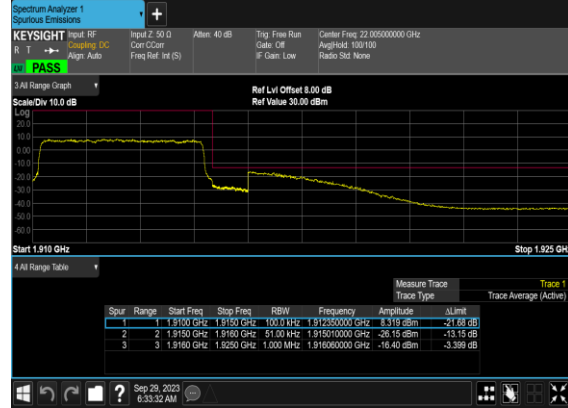 Spectrum Analyzer 1
Spurious Emissions
KEYSIGHT Input: RF Input Z: 50 Ω Atten: 40 dB Trig: Free Run Center Freq: 22.005000000 GHz
R T Coupling: DC Corr CCorr Gate: Off Avg|Hold: 100/100
Align: Auto Freq Ref: Int (S) IF Gain: Low Radio Std: None
PASS
3 All Range Graph
Ref Lvl Offset 8.00 dB
Scale/Div 10.0 dB Ref Value 30.00 dBm
Log
20.0
10.0
0.00
-10.0
-20.0
-30.0
-40.0
-50.0
-60.0
Start 1.910 GHz Stop 1.925 GH
4 All Range Table
Measure Trace Trace 1
Trace Type Trace Average (Active)
Spur Range Start Freq Stop Freq RBW Frequency Amplitude ΔLimit
1 1 1.9100 GHz 1.9150 GHz 100.0 kHz 1.912350000 GHz 8.319 dBm -21.68 dB
2 2 1.9150 GHz 1.9160 GHz 51.00 kHz 1.915010000 GHz -26.15 dBm -13.15 dB
3 3 1.9160 GHz 1.9250 GHz 1.000 MHz 1.916060000 GHz -16.40 dBm -3.399 dB
? Sep 29, 2023
6:33:32 AM